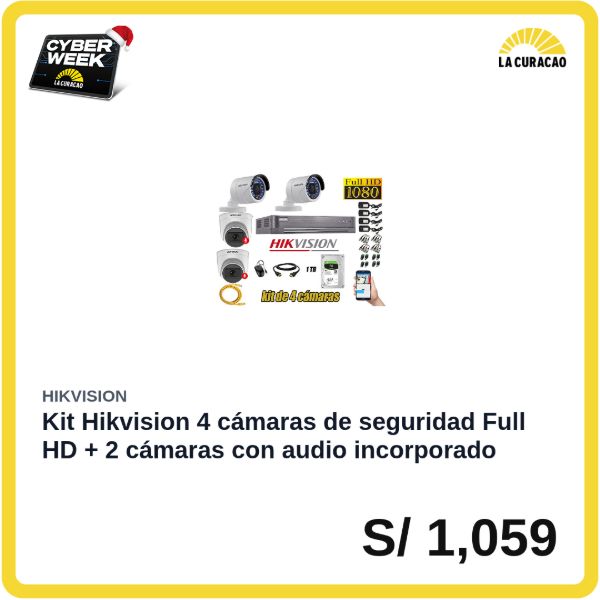 CYBER
WEEK
LA CURACAO
LA CURACAO
Full HD
1080
HIKVISION
1 TB
kit de 4 cámaras
HIKVISION
Kit Hikvision 4 cámaras de seguridad Full
HD + 2 cámaras con audio incorporado
S/ 1,059